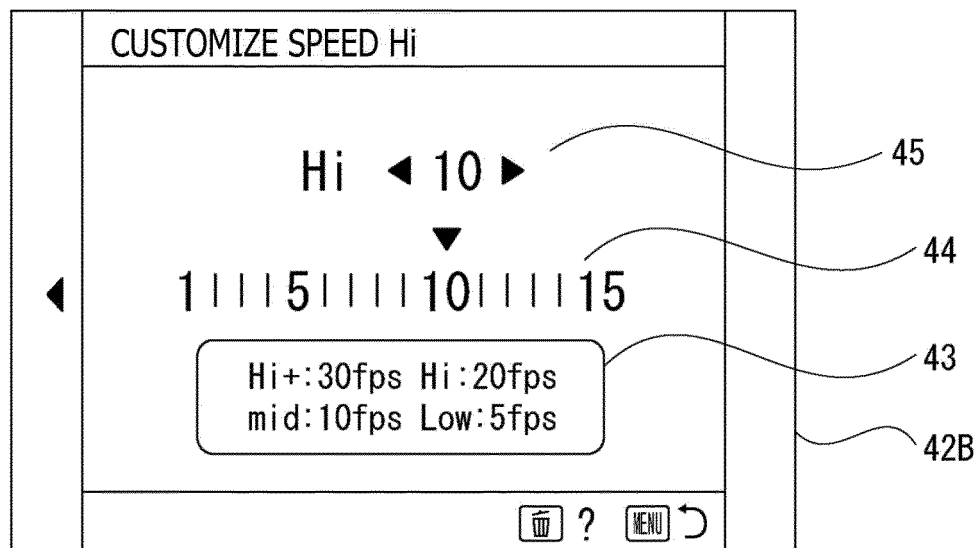 CUSTOMIZE SPEED Hi
Hi ◀ 10 ▶
45
▼
44
◀
1 | | | 5 | | | | 10 | | | | 15
Hi+:30fps Hi:20fps
mid:10fps Low:5fps
43
42B
? MENU